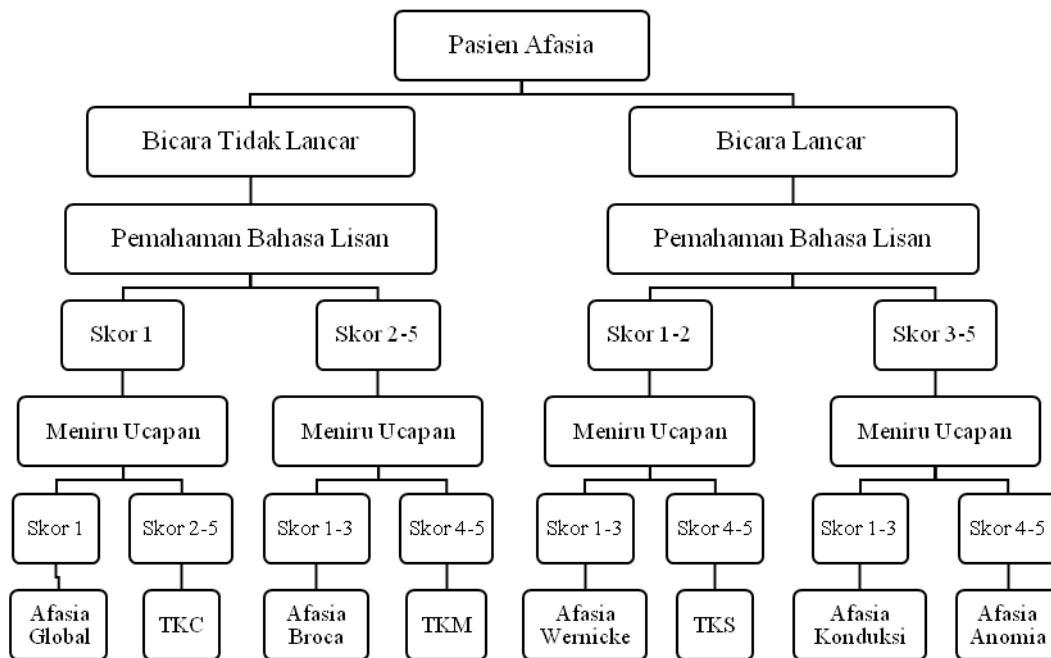 Pasien Afasia
Bicara Tidak Lancar
Bicara Lancar
Pemahaman Bahasa Lisan
Pemahaman Bahasa Lisan
Skor 1
Skor 2-5
Skor 1-2
Skor 3-5
Meniru Ucapan
Meniru Ucapan
Meniru Ucapan
Meniru Ucapan
Skor 1
Skor 2-5
Skor 1-3
Skor 4-5
Skor 1-3
Skor 4-5
Skor 1-3
Skor 4-5
Afasia
Global
TKC
Afasia
Broca
TKM
Afasia
Wernicke
TKS
Afasia
Konduksi
Afasia
Anomia